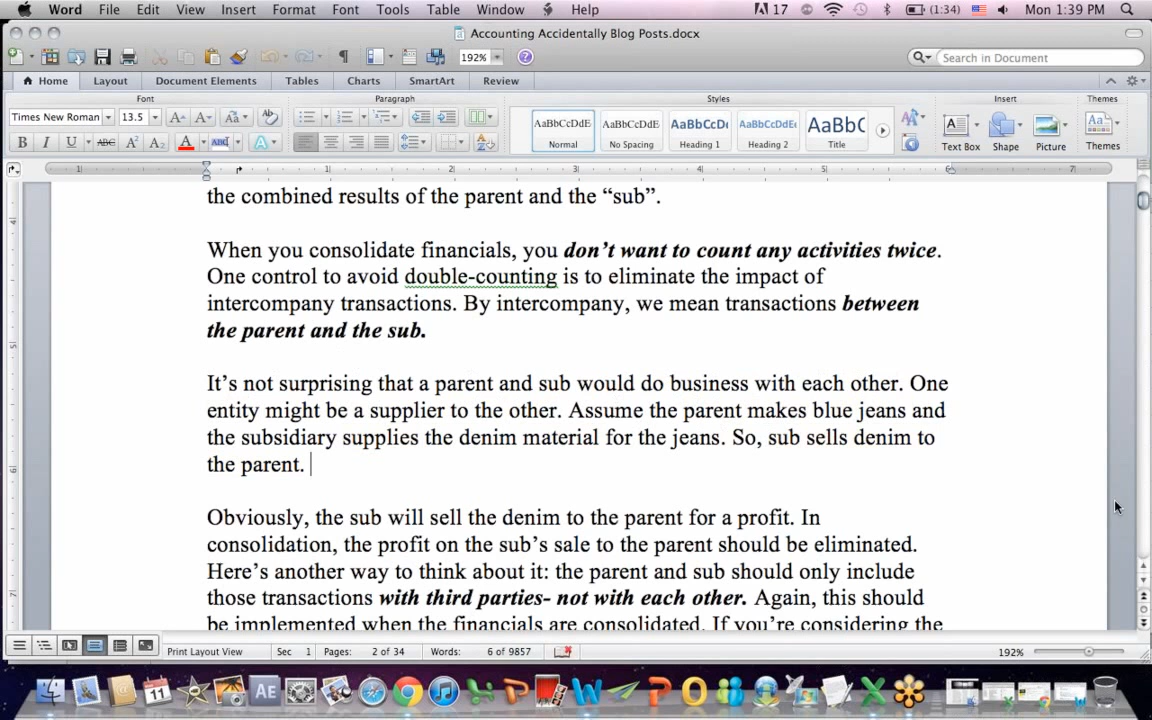 Word File Edit View Insert Format Font Tools Table Window Help 17 (1:34) Mon 1:39 PM
Accounting Accidentally Blog Posts.docx
192% Search in Document
Home Layout Document Elements Tables Charts SmartArt Review
Font Paragraph Styles Insert Themes
Times New Roman 13.5
AaBbCcDdE AaBbCcDdE AaBbCcDı AaBbCcDdEı AaBbC
Normal No Spacing Heading 1 Heading 2 Title Text Box Shape Picture Themes
the combined results of the parent and the “sub”.
When you consolidate financials, you don’t want to count any activities twice.
One control to avoid double-counting is to eliminate the impact of
intercompany transactions. By intercompany, we mean transactions between
the parent and the sub.
It’s not surprising that a parent and sub would do business with each other. One
entity might be a supplier to the other. Assume the parent makes blue jeans and
the subsidiary supplies the denim material for the jeans. So, sub sells denim to
the parent.
Obviously, the sub will sell the denim to the parent for a profit. In
consolidation, the profit on the sub’s sale to the parent should be eliminated.
Here’s another way to think about it: the parent and sub should only include
those transactions with third parties- not with each other. Again, this should
be implemented when the financials are consolidated. If you’re considering the
Print Layout View Sec 1 Pages: 2 of 34 Words: 6 of 9857 192%